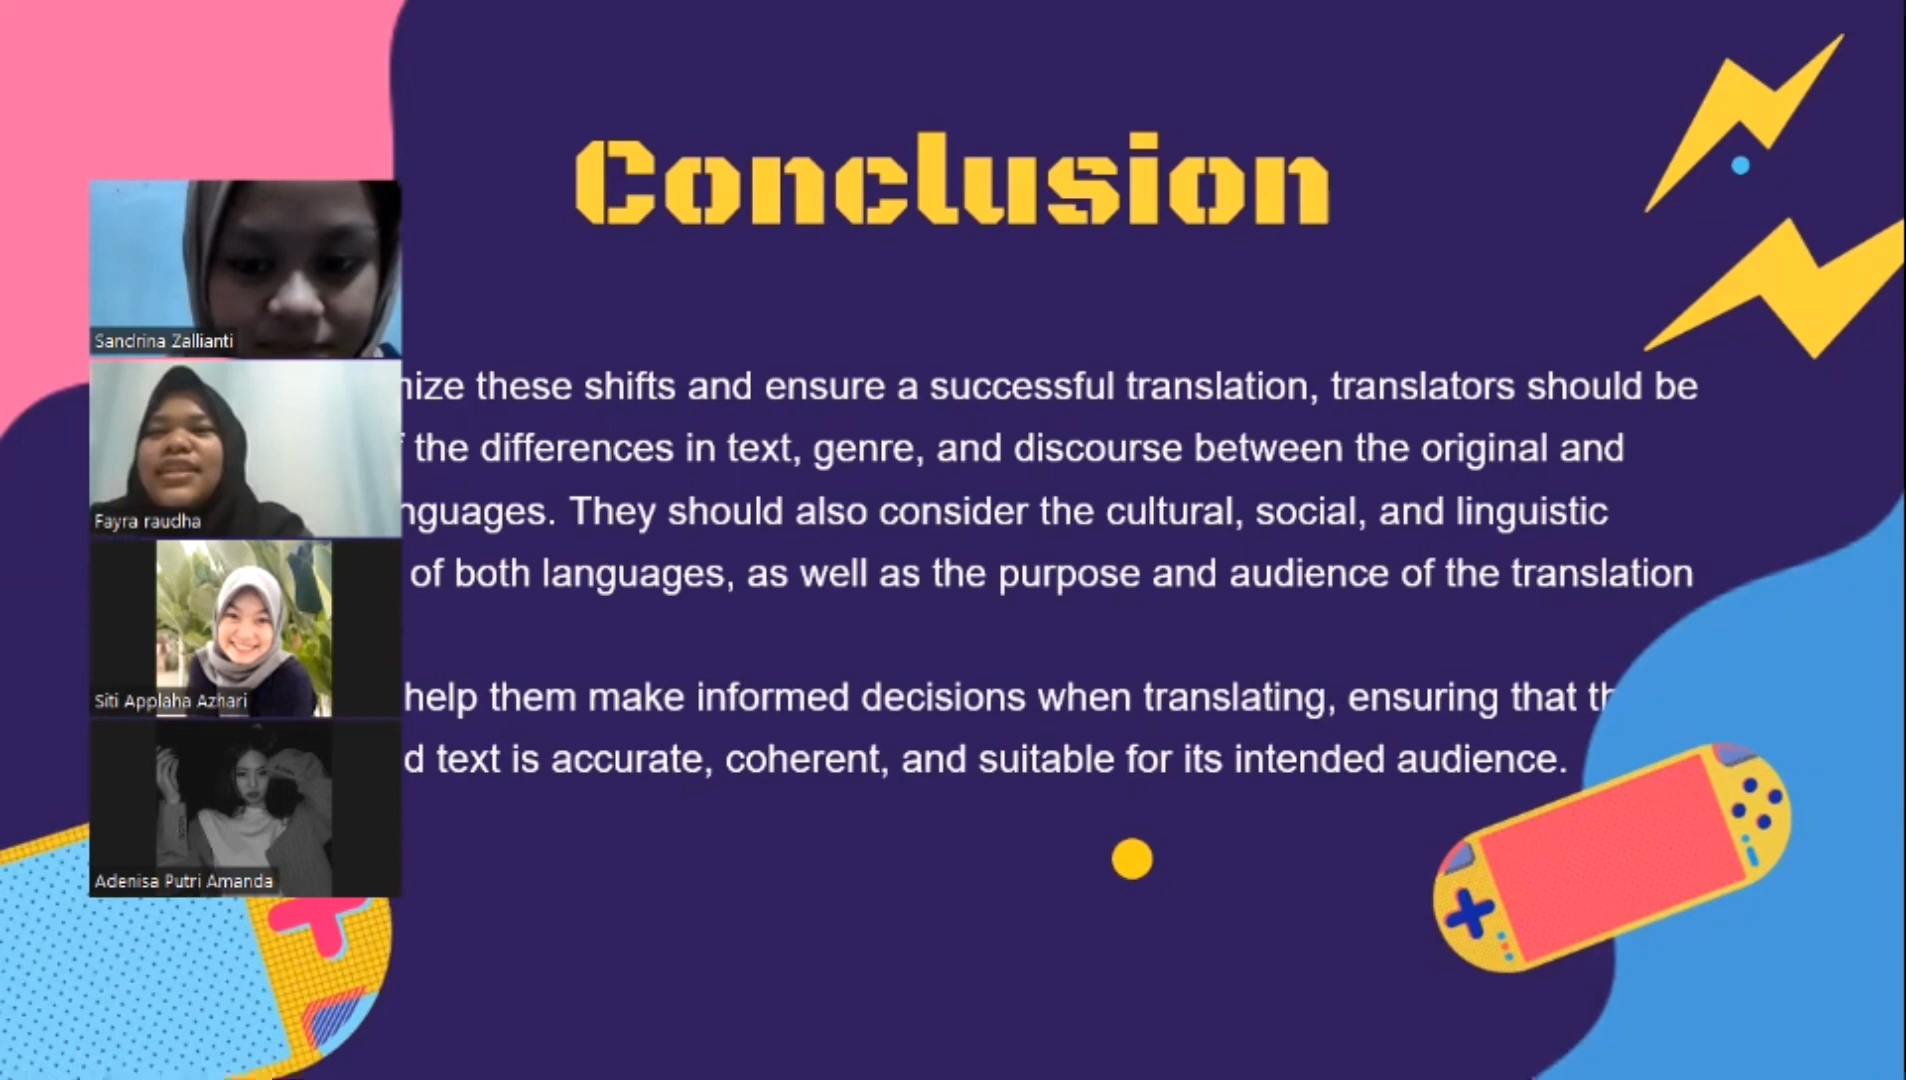 Conclusion
these shifts and ensure a successful translation, translators should be
the differences in text, genre, and discourse between the original and
They should also consider the cultural, social, and linguistic
of both languages, as well as the purpose and audience of the translation
help them make informed decisions when translating, ensuring that
text is accurate, coherent, and suitable for its intended audience.
Sandrina Zallianti
Fayra raudha
Siti Applaha Azhari
Adenisa Putri Amanda